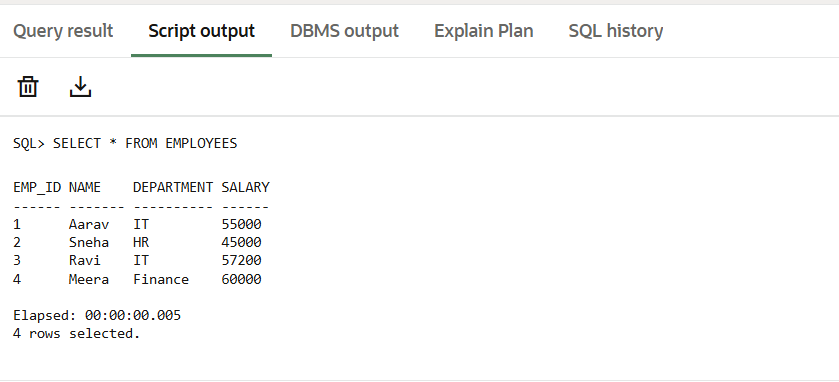 Query result Script output DBMS output Explain Plan SQL history
SQL> SELECT * FROM EMPLOYEES
EMP_ID NAME    DEPARTMENT SALARY
------ ------- ---------- ------
1      Aarav   IT         55000
2      Sneha   HR         45000
3      Ravi    IT         57200
4      Meera   Finance    60000
Elapsed: 00:00:00.005
4 rows selected.